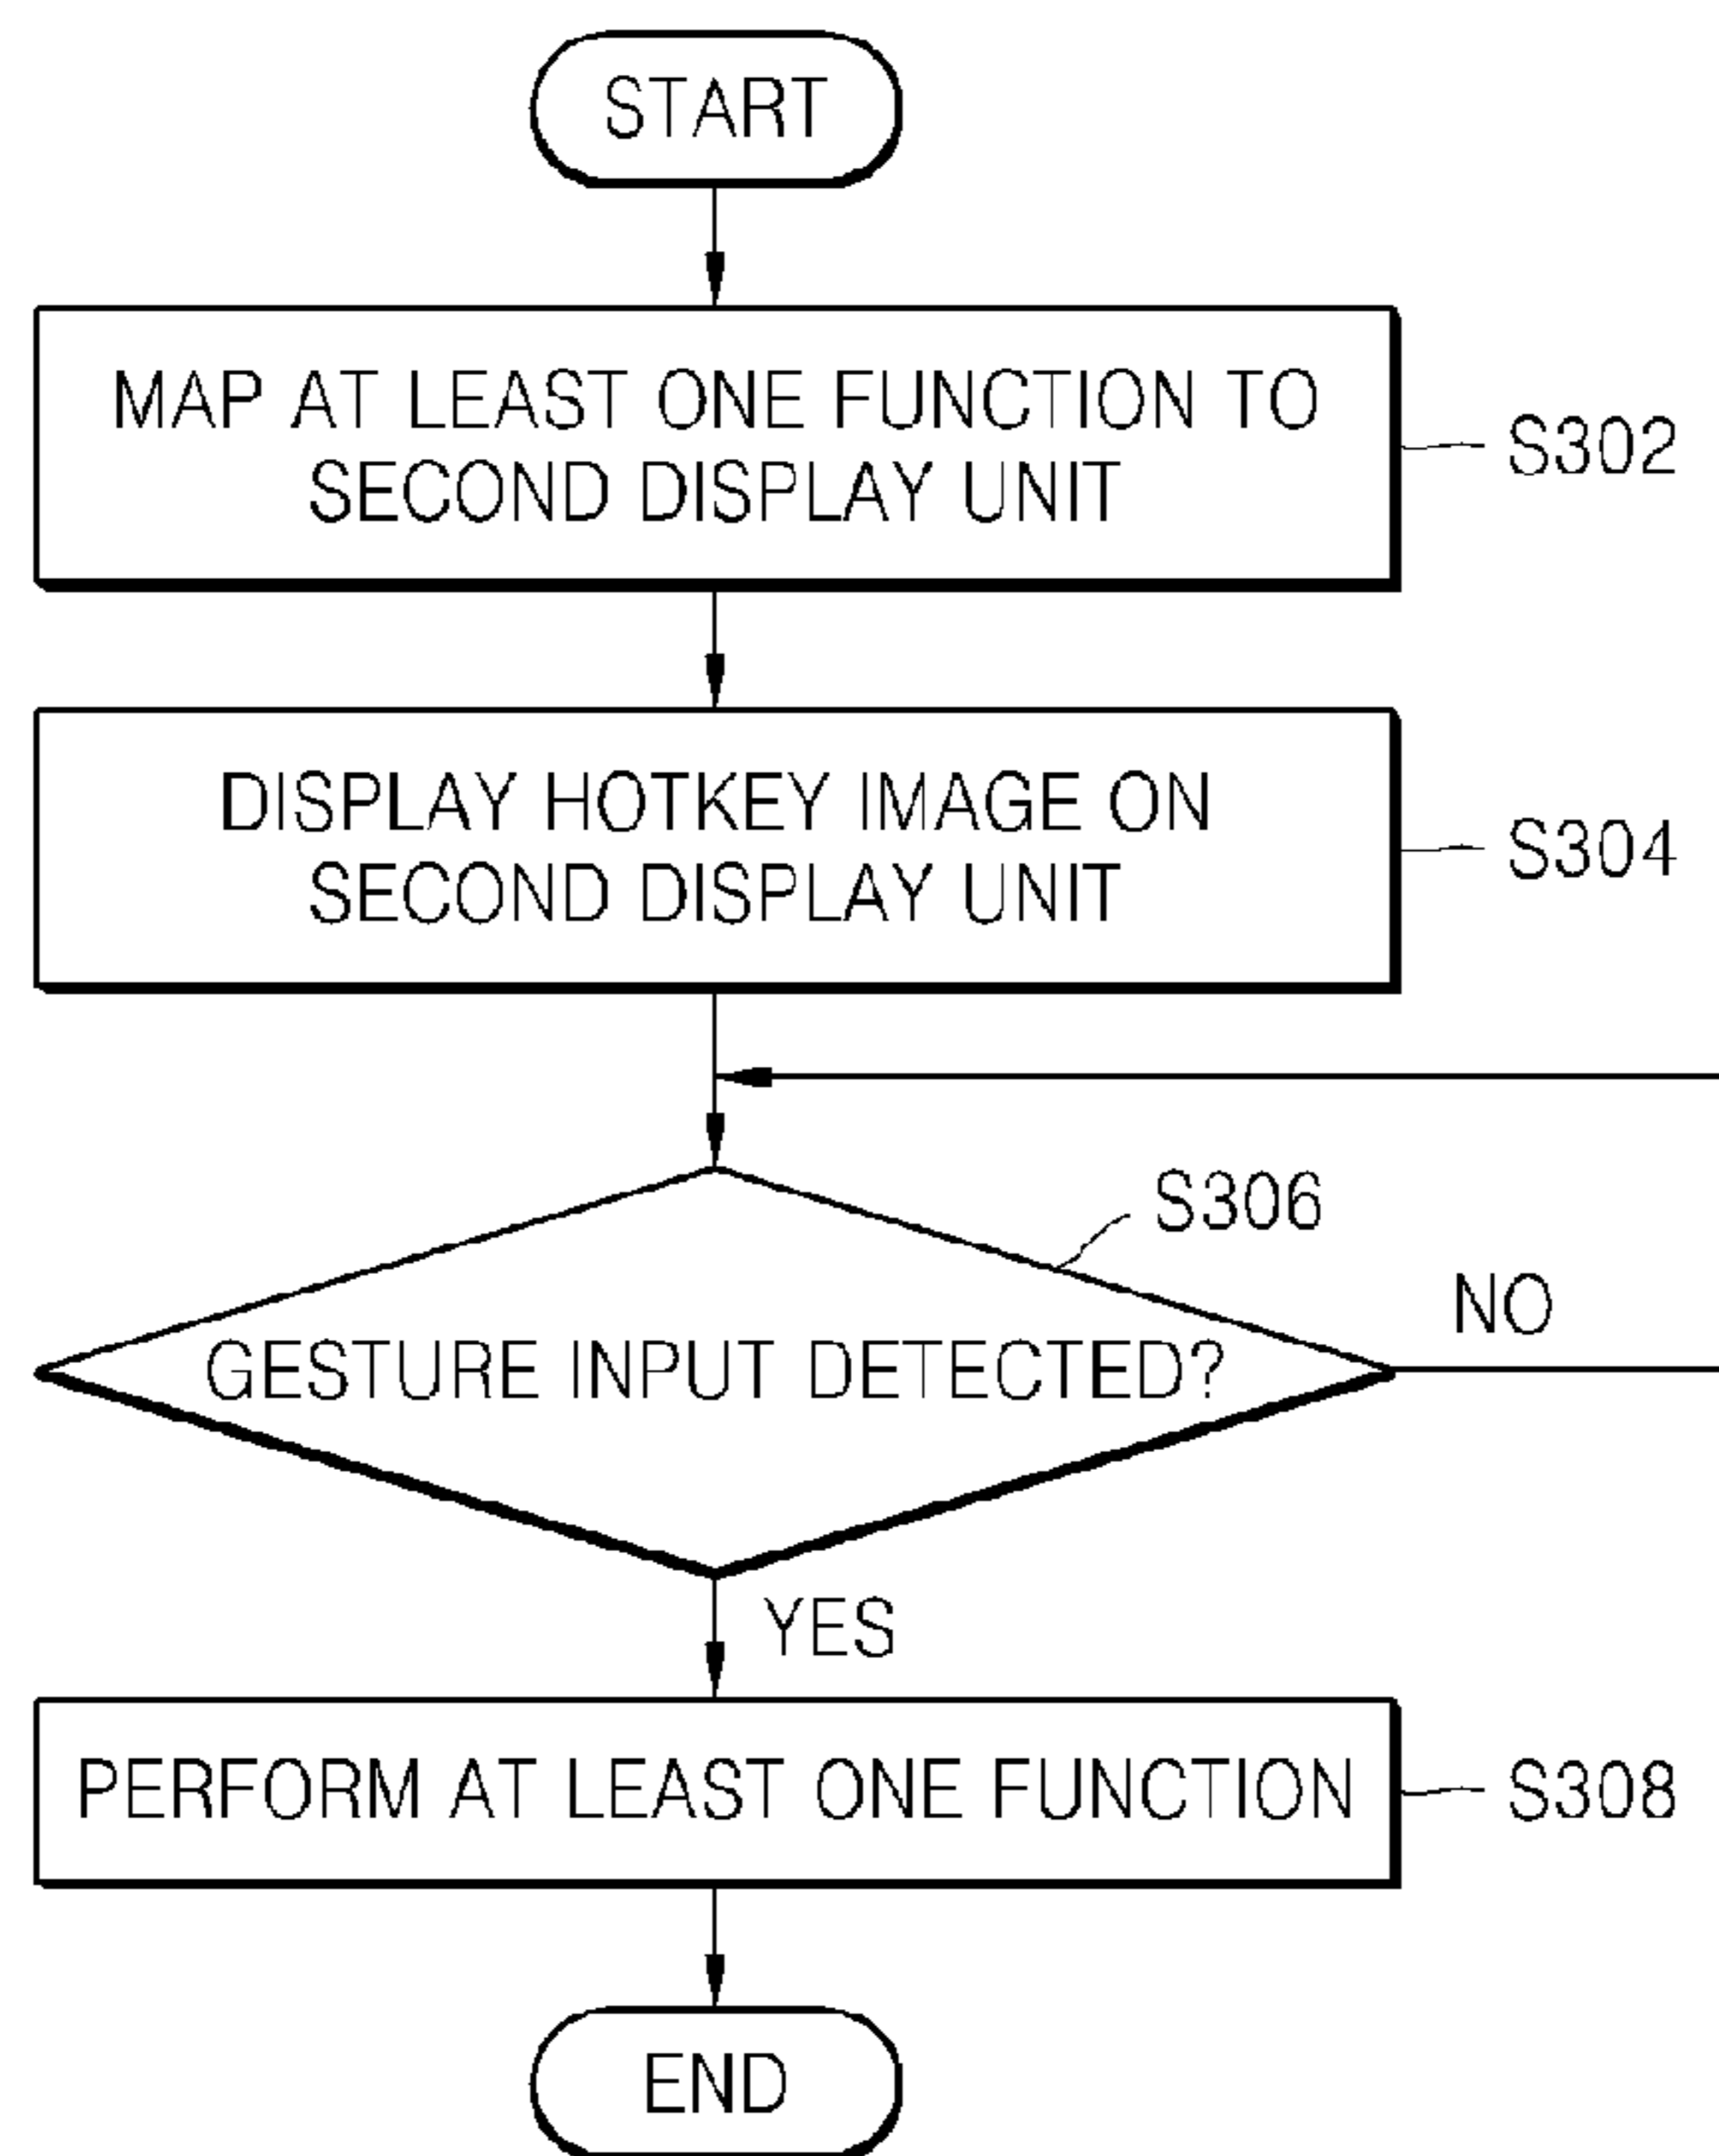 START
MAP AT LEAST ONE FUNCTION TO
SECOND DISPLAY UNIT
S302
DISPLAY HOTKEY IMAGE ON
SECOND DISPLAY UNIT
S304
S306
NO
GESTURE INPUT DETECTED?
YES
PERFORM AT LEAST ONE FUNCTION
S308
END